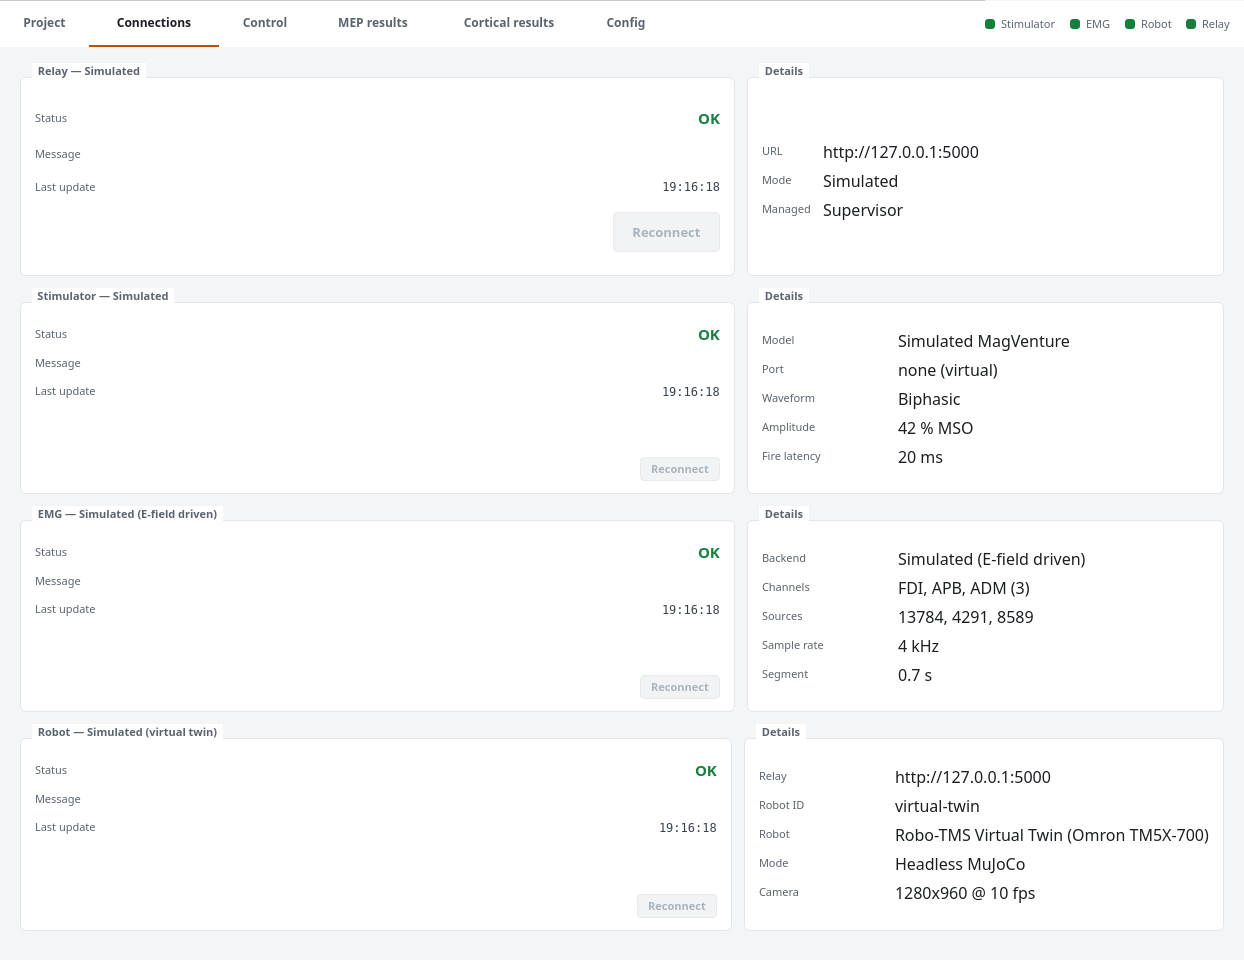 Project Connections Control MEP results Cortical results Config Stimulator EMG Robot Relay
Relay — Simulated
Status OK
Message
Last update 19:16:18
Reconnect
Details
URL http://127.0.0.1:5000
Mode Simulated
Managed Supervisor
Stimulator — Simulated
Status OK
Message
Last update 19:16:18
Reconnect
Details
Model Simulated MagVenture
Port none (virtual)
Waveform Biphasic
Amplitude 42 % MSO
Fire latency 20 ms
EMG — Simulated (E-field driven)
Status OK
Message
Last update 19:16:18
Reconnect
Details
Backend Simulated (E-field driven)
Channels FDI, APB, ADM (3)
Sources 13784, 4291, 8589
Sample rate 4 kHz
Segment 0.7 s
Robot — Simulated (virtual twin)
Status OK
Message
Last update 19:16:18
Reconnect
Details
Relay http://127.0.0.1:5000
Robot ID virtual-twin
Robot Robo-TMS Virtual Twin (Omron TM5X-700)
Mode Headless MuJoCo
Camera 1280x960 @ 10 fps